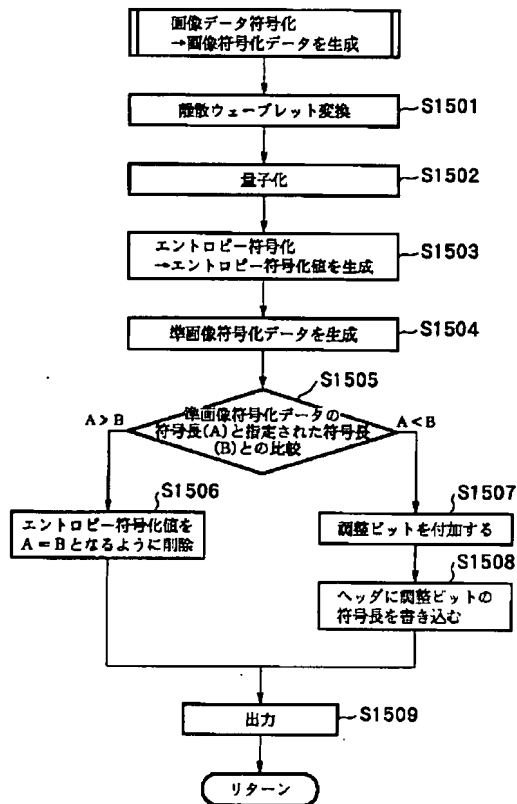 画像データ符号化
→画像符号化データを生成
離散ウェーブレット変換
S1501
量子化
S1502
エントロピー符号化
→エントロピー符号化値を生成
S1503
準画像符号化データを生成
S1504
S1505
A > B
準画像符号化データの
符号長(A)と指定された符号長
(B)との比較
A < B
S1506
エントロピー符号化値を
A = Bとなるように削除
S1507
調整ビットを付加する
S1508
ヘッダに調整ビットの
符号長を書き込む
出力
S1509
リターン